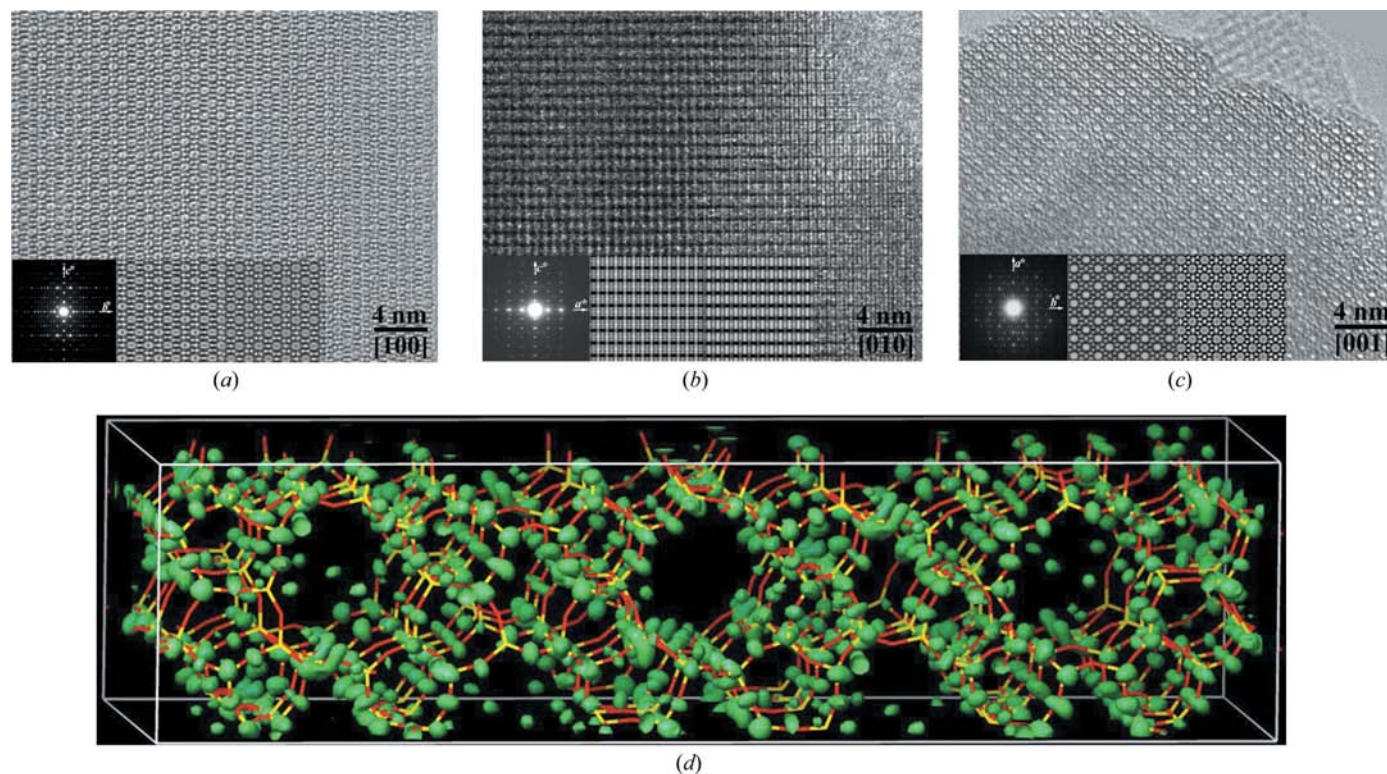 c*
b*
4 nm
[100]
(a)
c*
a*
4 nm
[010]
(b)
a*
b*
4 nm
[001]
(c)
(d)